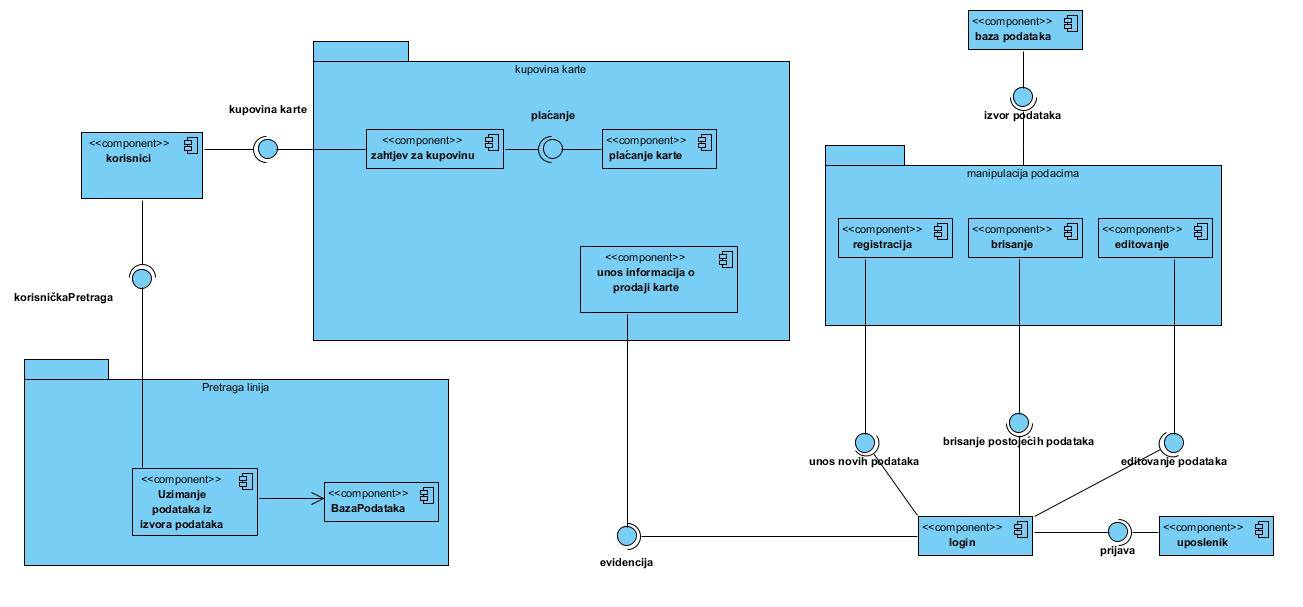 <<component>>
baza podataka
izvor podataka
kupovina karte
kupovina karte
plaćanje
<<component>>
korisnici
<<component>>
zahtjev za kupovinu
<<component>>
plaćanje karte
<<component>>
unos informacija o
prodaji karte
manipulacija podacima
<<component>>
registracija
<<component>>
brisanje
<<component>>
editovanje
korisničkaPretraga
Pretraga linija
<<component>>
Uzimanje
podataka iz
izvora podataka
<<component>>
BazaPodataka
unos novih podataka
brisanje postojećih podataka
editovanje podataka
evidencija
<<component>>
login
prijava
<<component>>
uposlenik